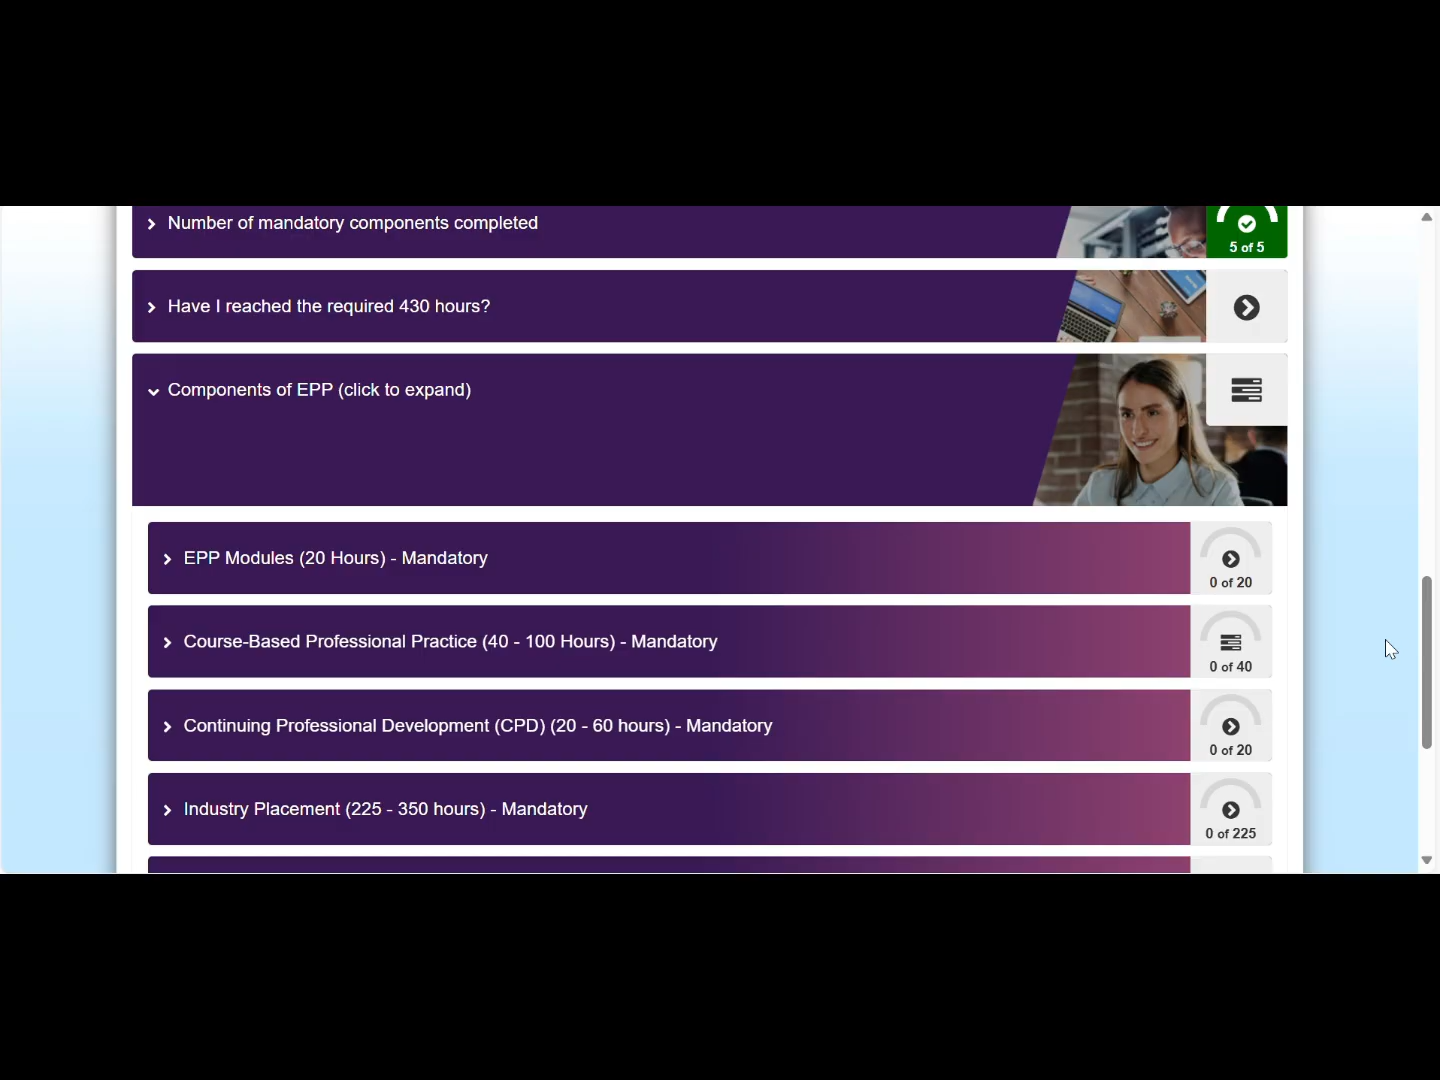 Number of mandatory components completed
5 of 5
Have I reached the required 430 hours?
Components of EPP (click to expand)
EPP Modules (20 Hours) - Mandatory
0 of 20
Course-Based Professional Practice (40 - 100 Hours) - Mandatory
0 of 40
Continuing Professional Development (CPD) (20 - 60 hours) - Mandatory
0 of 20
Industry Placement (225 - 350 hours) - Mandatory
0 of 225